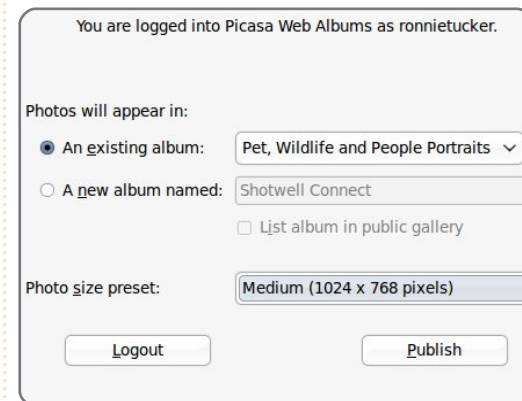 You are logged into Picasa Web Albums as ronnietucker.
Photos will appear in:
An existing album: Pet, Wildlife and People Portraits
A new album named: Shotwell Connect
List album in public gallery
Photo size preset: Medium (1024 x 768 pixels)
Logout Publish